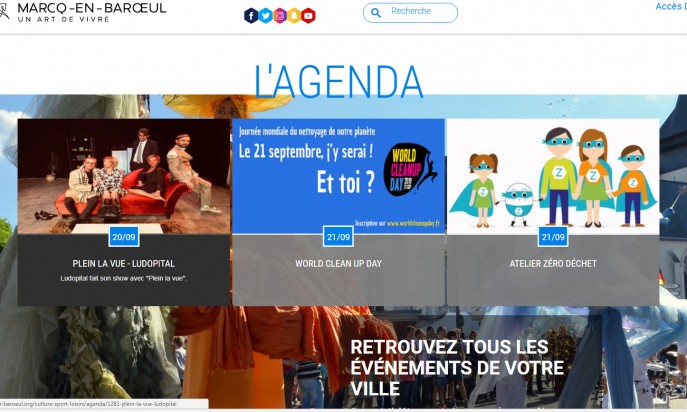 MARCQ-EN-BARŒUL
UN ART DE VIVRE
Recherche
Accès D
L'AGENDA
Journée mondiale du nettoyage de notre planète
Le 21 septembre, j'y serai !
Et toi ?
WORLD
CLEANUP
DAY
Inscription sur www.worldcleanupday.fr
Z
Z
Z
Z
20/09
21/09
21/09
PLEIN LA VUE - LUDOPITAL
WORLD CLEAN UP DAY
ATELIER ZÉRO DÉCHET
Ludopital fait son show avec "Plein la vue".
RETROUVEZ TOUS LES
ÉVÉNEMENTS DE VOTRE
VILLE
e-baroeul.org/culture-sport-loisirs/agenda/1281-plein-la-vue-ludopital